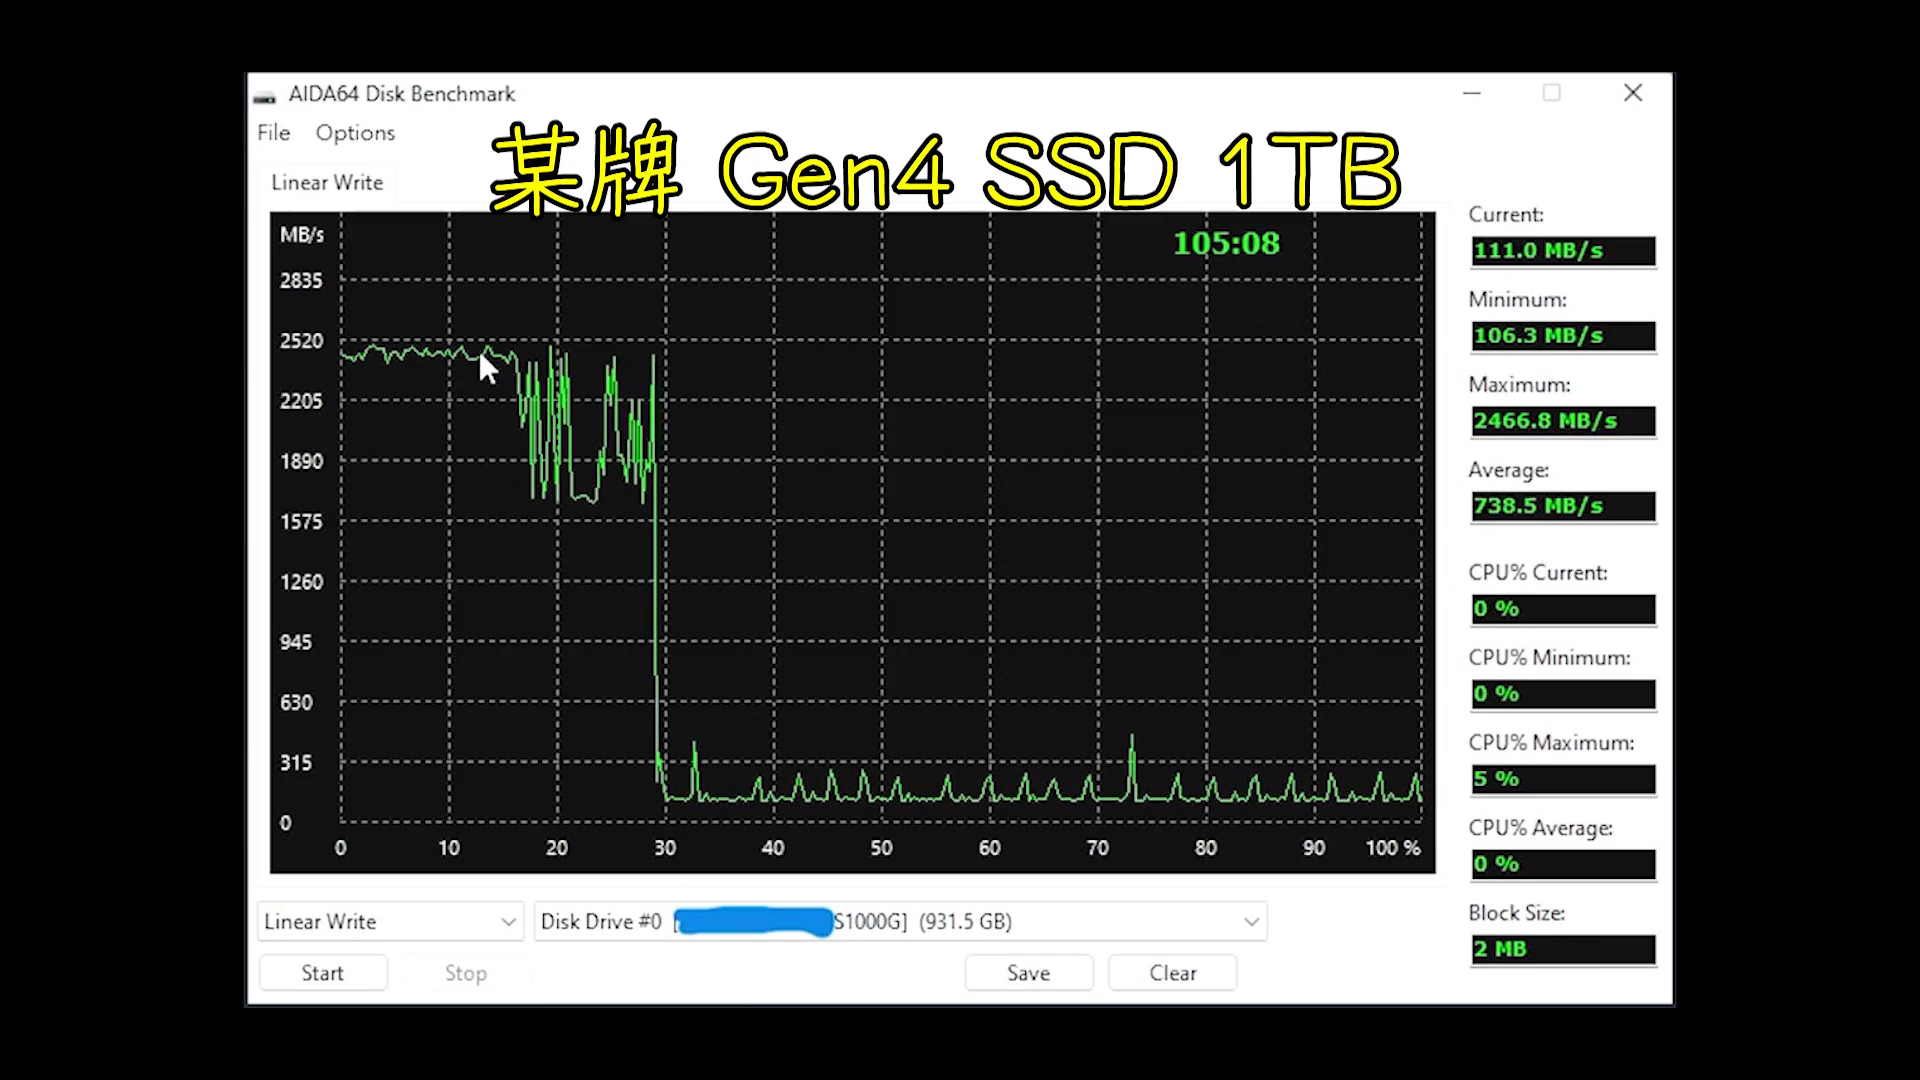 AIDA64 Disk Benchmark
File Options
某牌 Gen4 SSD 1TB
Linear Write
MB/s
105:08
2835
2520
2205
1890
1575
1260
945
630
315
0
0 10 20 30 40 50 60 70 80 90 100 %
Current:
111.0 MB/s
Minimum:
106.3 MB/s
Maximum:
2466.8 MB/s
Average:
738.5 MB/s
CPU% Current:
0 %
CPU% Minimum:
0 %
CPU% Maximum:
5 %
CPU% Average:
0 %
Block Size:
2 MB
Linear Write
Disk Drive #0 [ S1000G] (931.5 GB)
Start Stop Save Clear